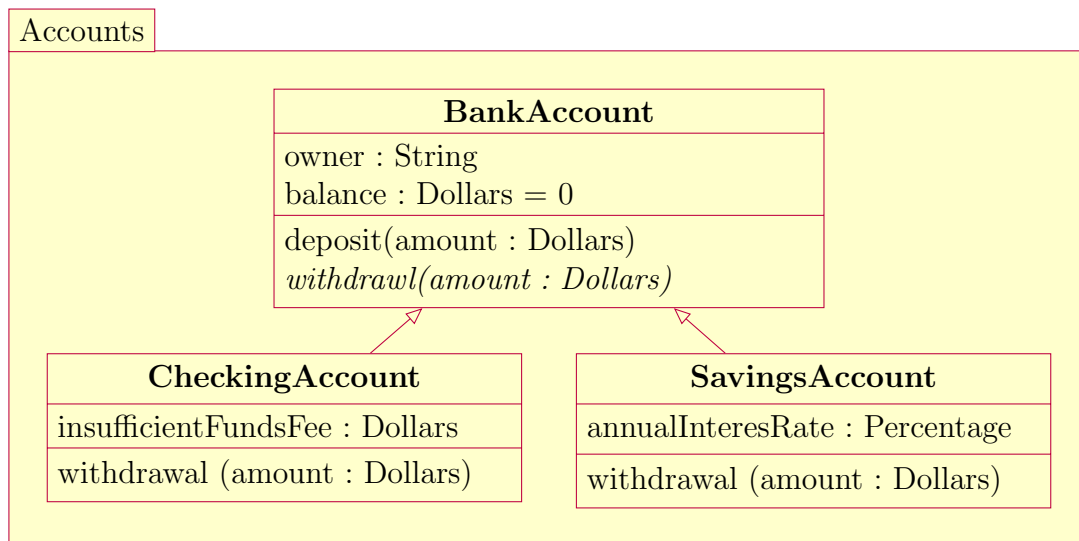 Accounts
BankAccount
owner : String
balance : Dollars = 0
deposit(amount : Dollars)
withdrawl(amount : Dollars)
CheckingAccount
insufficientFundsFee : Dollars
withdrawal (amount : Dollars)
SavingsAccount
annualInteresRate : Percentage
withdrawal (amount : Dollars)